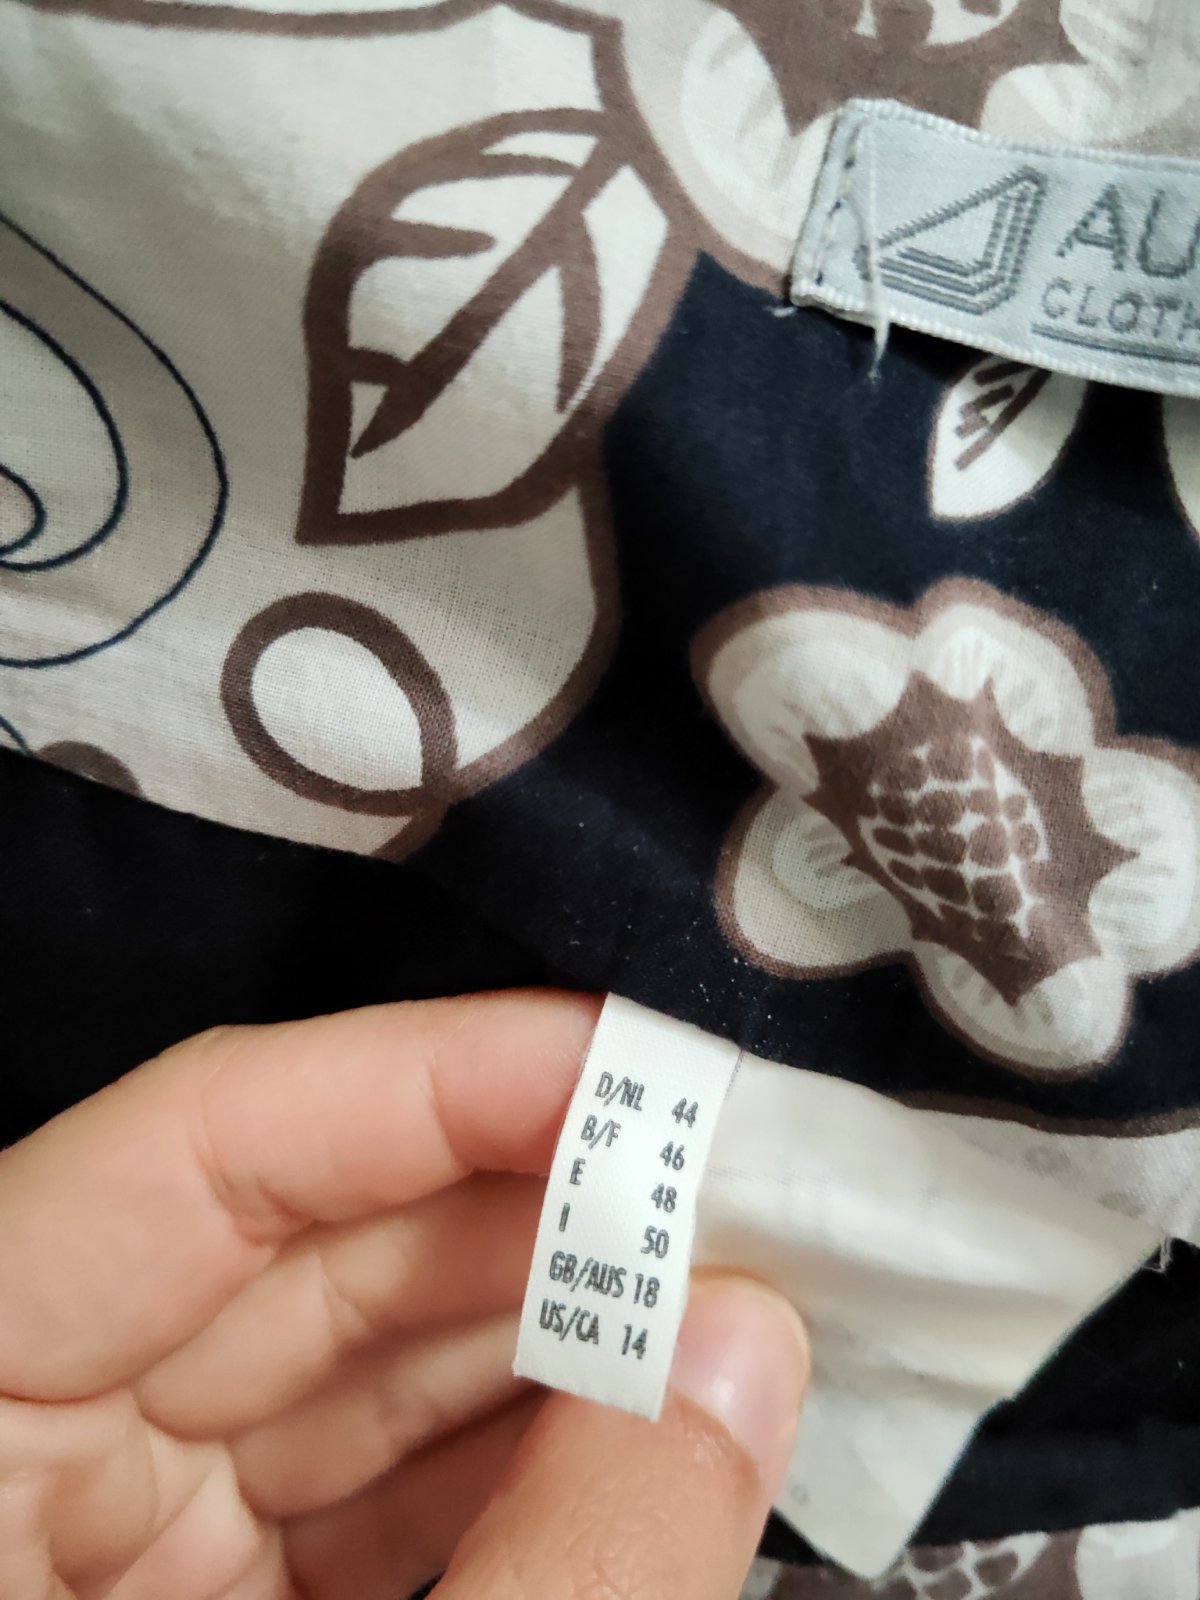 AU
CLOTH
D/NL 44
B/F 46
E 48
I 50
GB/AUS 18
US/CA 14